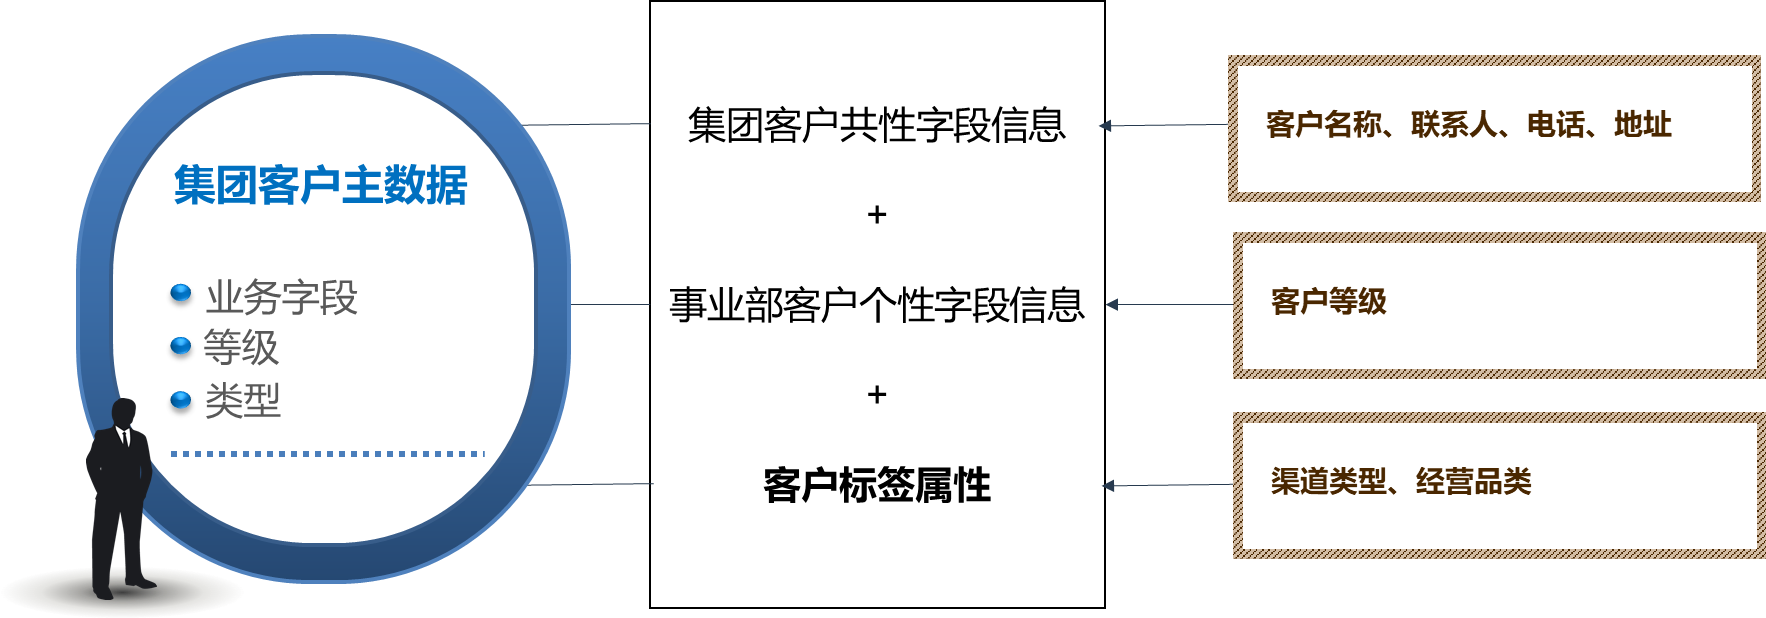 集团客户主数据
业务字段
等级
类型
集团客户共性字段信息
+
事业部客户个性字段信息
+
客户标签属性
客户名称、联系人、电话、地址
客户等级
渠道类型、经营品类